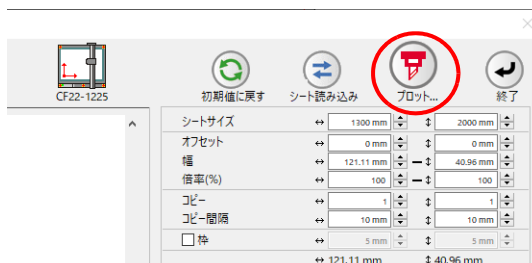 CF22-1225
初期値に戻す
シート読み込み
プロット...
終了
シートサイズ ↔ 1300 mm ↕ 2000 mm
オフセット ↔ 0 mm ↕ 0 mm
幅 ↔ 121.11 mm ↕ 40.96 mm
倍率(%) ↔ 100 ↕ 100
コピー ↔ 1 ↕ 1
コピー間隔 ↔ 10 mm ↕ 10 mm
枠 ↔ 5 mm ↕ 5 mm
↔ 121.11 mm ↕ 40.96 mm